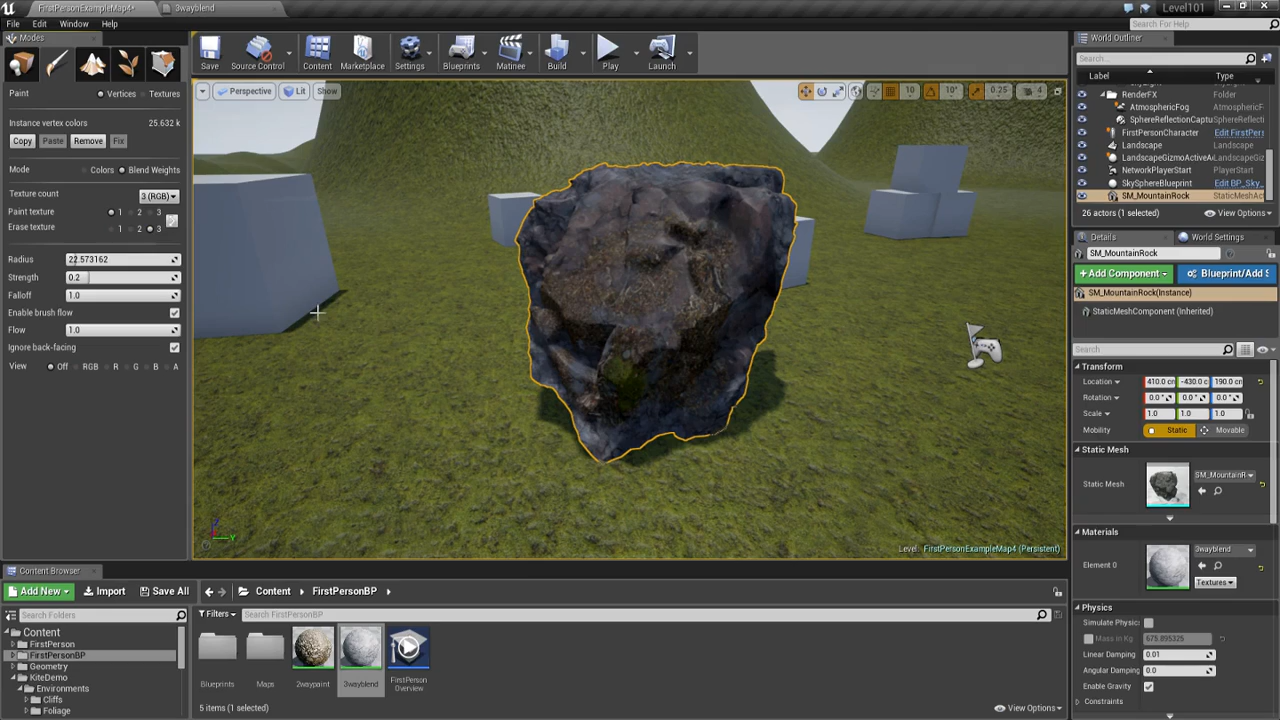 FirstPersonExampleMap4*
3wayblend
Level101
File Edit Window Help
Search For Help
Modes
Save
Source Control
Content
Marketplace
Settings
Blueprints
Matinee
Build
Play
Launch
Paint
Vertices
Textures
Instance vertex colors 25.632 k
Copy Paste Remove Fix
Mode Colors Blend Weights
Texture count 3 (RGB)
Paint texture 1 2 3
Erase texture 1 2 3
Radius 22.573162
Strength 0.2
Falloff 1.0
Enable brush flow
Flow 1.0
Ignore back-facing
View Off RGB R G B A
Perspective Lit Show
10 10° 0.25 4
Level: FirstPersonExampleMap4 (Persistent)
World Outliner
Search...
Label Type
RenderFX Folder
AtmosphericFog AtmosphericF
SphereReflectionCaptu SphereReflecti
FirstPersonCharacter Edit FirstPers
Landscape Landscape
LandscapeGizmoActiveAc LandscapeGiz
NetworkPlayerStart PlayerStart
SkySphereBlueprint Edit BP_Sky_
SM_MountainRock StaticMeshAc
26 actors (1 selected) View Options
Details World Settings
SM_MountainRock
+Add Component Blueprint/Add S
SM_MountainRock(Instance)
StaticMeshComponent (Inherited)
Search
Transform
Location 410.0 cn -430.0 c 190.0 cn
Rotation 0.0 ° 0.0 ° 0.0 °
Scale 1.0 1.0 1.0
Mobility Static Movable
Static Mesh
Static Mesh SM_MountainR
Materials
Element 0 3wayblend
Textures
Physics
Simulate Physic
Mass in Kg 675.895325
Linear Damping 0.01
Angular Damping 0.0
Enable Gravity
Constraints
Content Browser
Add New Import Save All Content FirstPersonBP
Search Folders
Filters Search FirstPersonBP
Content
FirstPerson
FirstPersonBP
Geometry
KiteDemo
Environments
Cliffs
Foliage
Blueprints
Maps
2waypaint
3wayblend
FirstPerson
Overview
5 items (1 selected) View Options